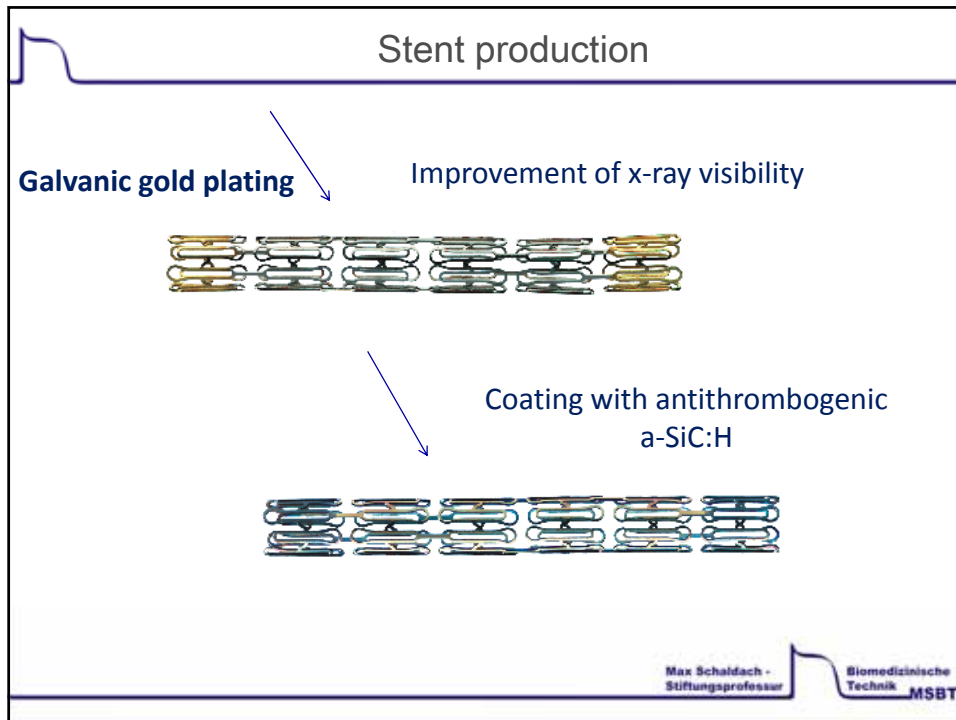 Stent production
Galvanic gold plating
Improvement of x-ray visibility
Coating with antithrombogenic
a-SiC:H
Max Schaldach -
Stiftungsprofessur
Biomedizinische
Technik MSBT